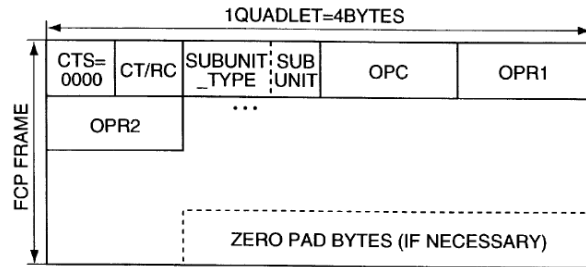 1QUADLET=4BYTES
FCP FRAME
CTS=
0000
CT/RC
SUBUNIT
_TYPE
SUB
UNIT
OPC
OPR1
OPR2
...
ZERO PAD BYTES (IF NECESSARY)